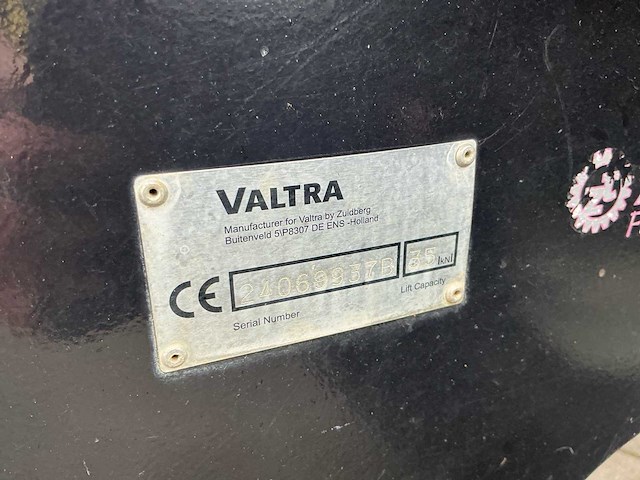 VALTRA
Manufacturer for Valtra by Zuidberg
Buitenveld 5\P8307 DE ENS -Holland
CE 35 kN
Serial Number Lift Capacity